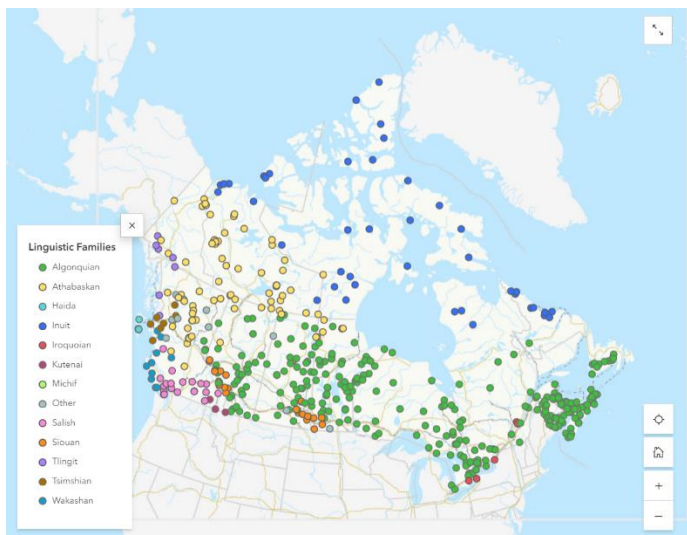 Linguistic Families
Algonquian
Athabaskan
Haida
Inuit
Iroquoian
Kutenai
Michif
Other
Salish
Siouan
Tlingit
Tsimshian
Wakashan